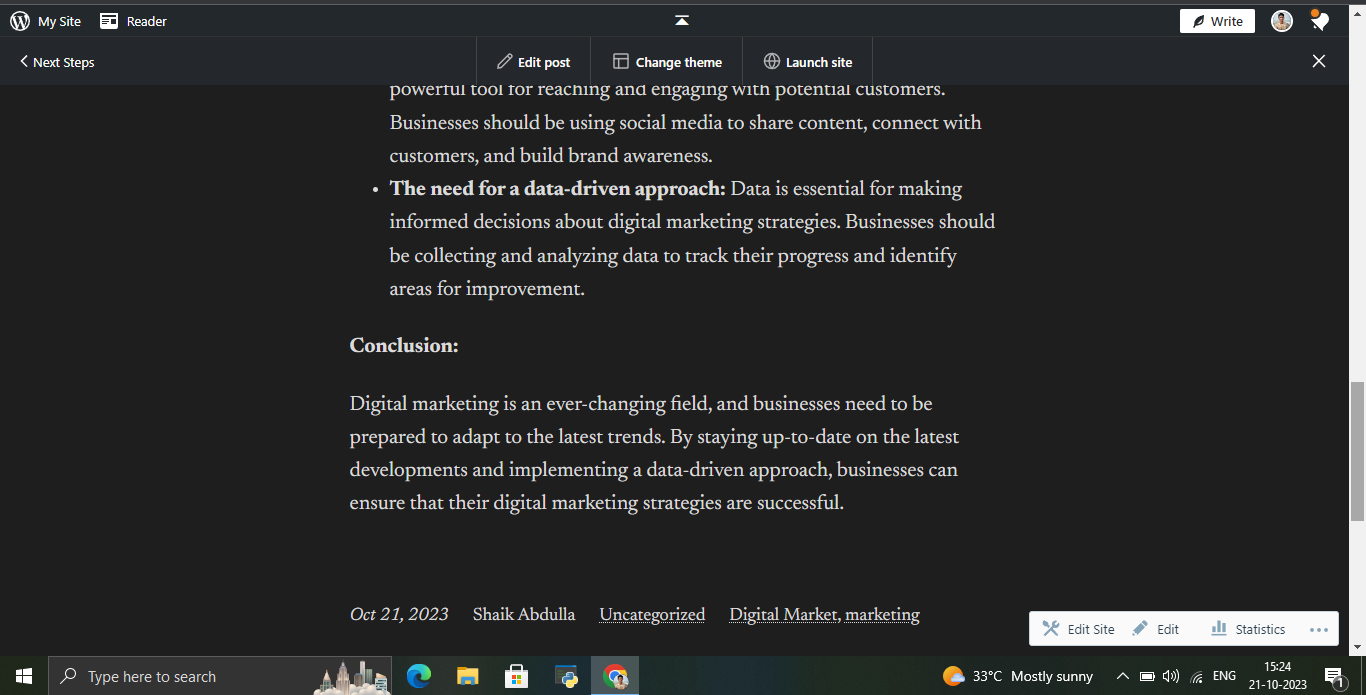 My Site Reader Write
Next Steps Edit post Change theme Launch site
powerful tool for reaching and engaging with potential customers.
Businesses should be using social media to share content, connect with
customers, and build brand awareness.
• The need for a data-driven approach: Data is essential for making
informed decisions about digital marketing strategies. Businesses should
be collecting and analyzing data to track their progress and identify
areas for improvement.
Conclusion:
Digital marketing is an ever-changing field, and businesses need to be
prepared to adapt to the latest trends. By staying up-to-date on the latest
developments and implementing a data-driven approach, businesses can
ensure that their digital marketing strategies are successful.
Oct 21, 2023 Shaik Abdulla Uncategorized Digital Market, marketing
Edit Site Edit Statistics
Type here to search 33°C Mostly sunny ENG 15:24
21-10-2023 1